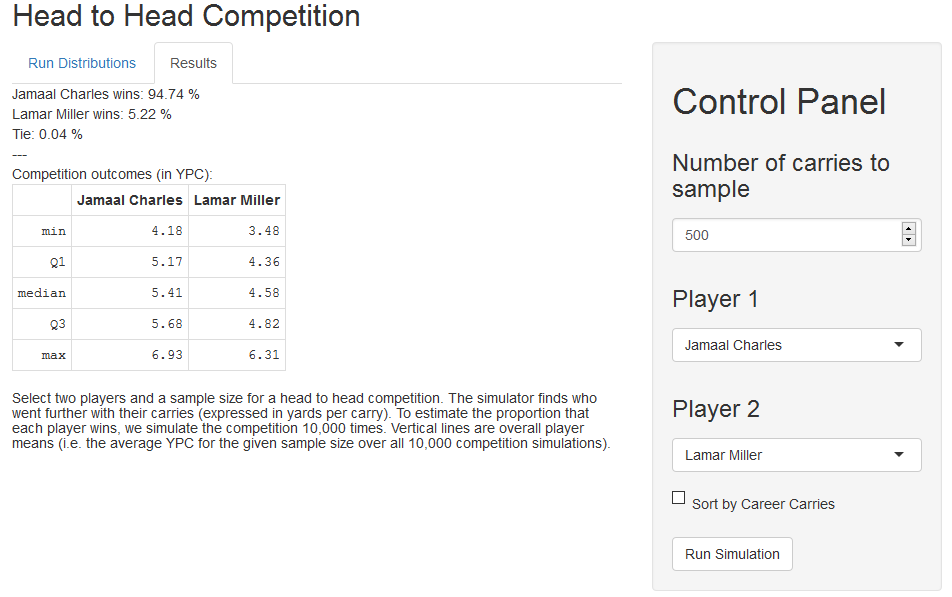 Head to Head Competition
Run Distributions
Results
Jamaal Charles wins: 94.74 %
Lamar Miller wins: 5.22 %
Tie: 0.04 %
---
Competition outcomes (in YPC):
Jamaal Charles Lamar Miller
min 4.18 3.48
Q1 5.17 4.36
median 5.41 4.58
Q3 5.68 4.82
max 6.93 6.31
Select two players and a sample size for a head to head competition. The simulator finds who
went further with their carries (expressed in yards per carry). To estimate the proportion that
each player wins, we simulate the competition 10,000 times. Vertical lines are overall player
means (i.e. the average YPC for the given sample size over all 10,000 competition simulations).
Control Panel
Number of carries to
sample
500
Player 1
Jamaal Charles
Player 2
Lamar Miller
Sort by Career Carries
Run Simulation